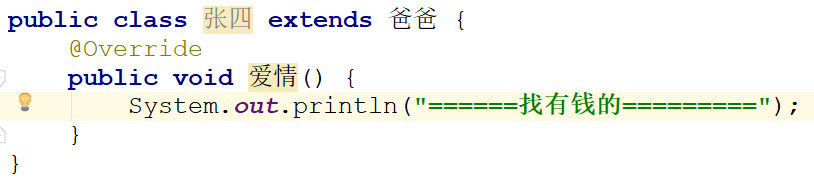 public class 张四 extends 爸爸 {
    @Override
    public void 爱情() {
        System.out.println("======找有钱的=========");
    }
}